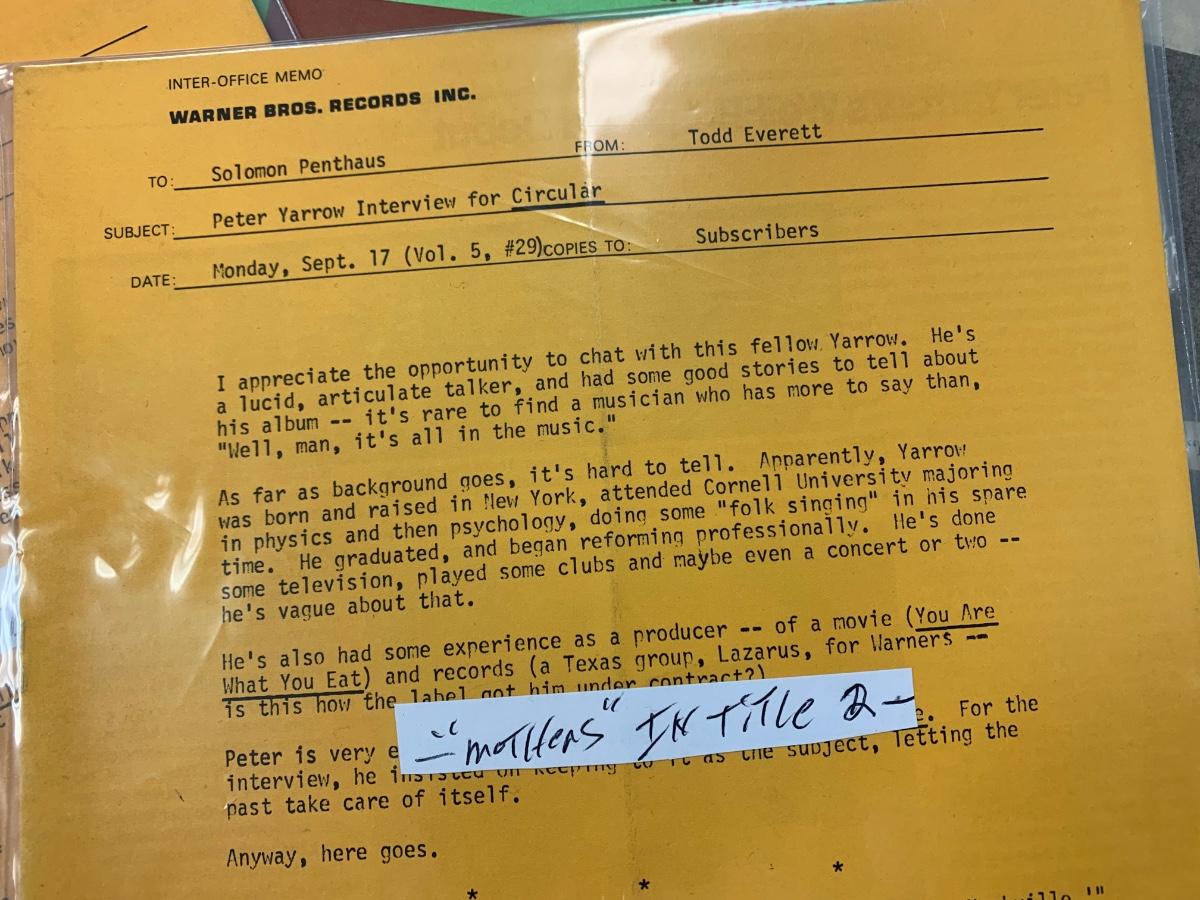 INTER-OFFICE MEMO
WARNER BROS. RECORDS INC.
TO: Solomon Penthaus FROM: Todd Everett
SUBJECT: Peter Yarrow Interview for Circular
DATE: Monday, Sept. 17 (Vol. 5, #29) COPIES TO: Subscribers
I appreciate the opportunity to chat with this fellow Yarrow. He's
a lucid, articulate talker, and had some good stories to tell about
his album -- it's rare to find a musician who has more to say than,
"Well, man, it's all in the music."
As far as background goes, it's hard to tell. Apparently, Yarrow
was born and raised in New York, attended Cornell University majoring
in physics and then psychology, doing some "folk singing" in his spare
time. He graduated, and began reforming professionally. He's done
some television, played some clubs and maybe even a concert or two --
he's vague about that.
He's also had some experience as a producer -- of a movie (You Are
What You Eat) and records (a Texas group, Lazarus, for Warners --
is this how the label got him under contract?)
-"mothers" IN title 2-
Peter is very e. For the
interview, he insisted on keeping to it as the subject, letting the
past take care of itself.
Anyway, here goes.
* * *